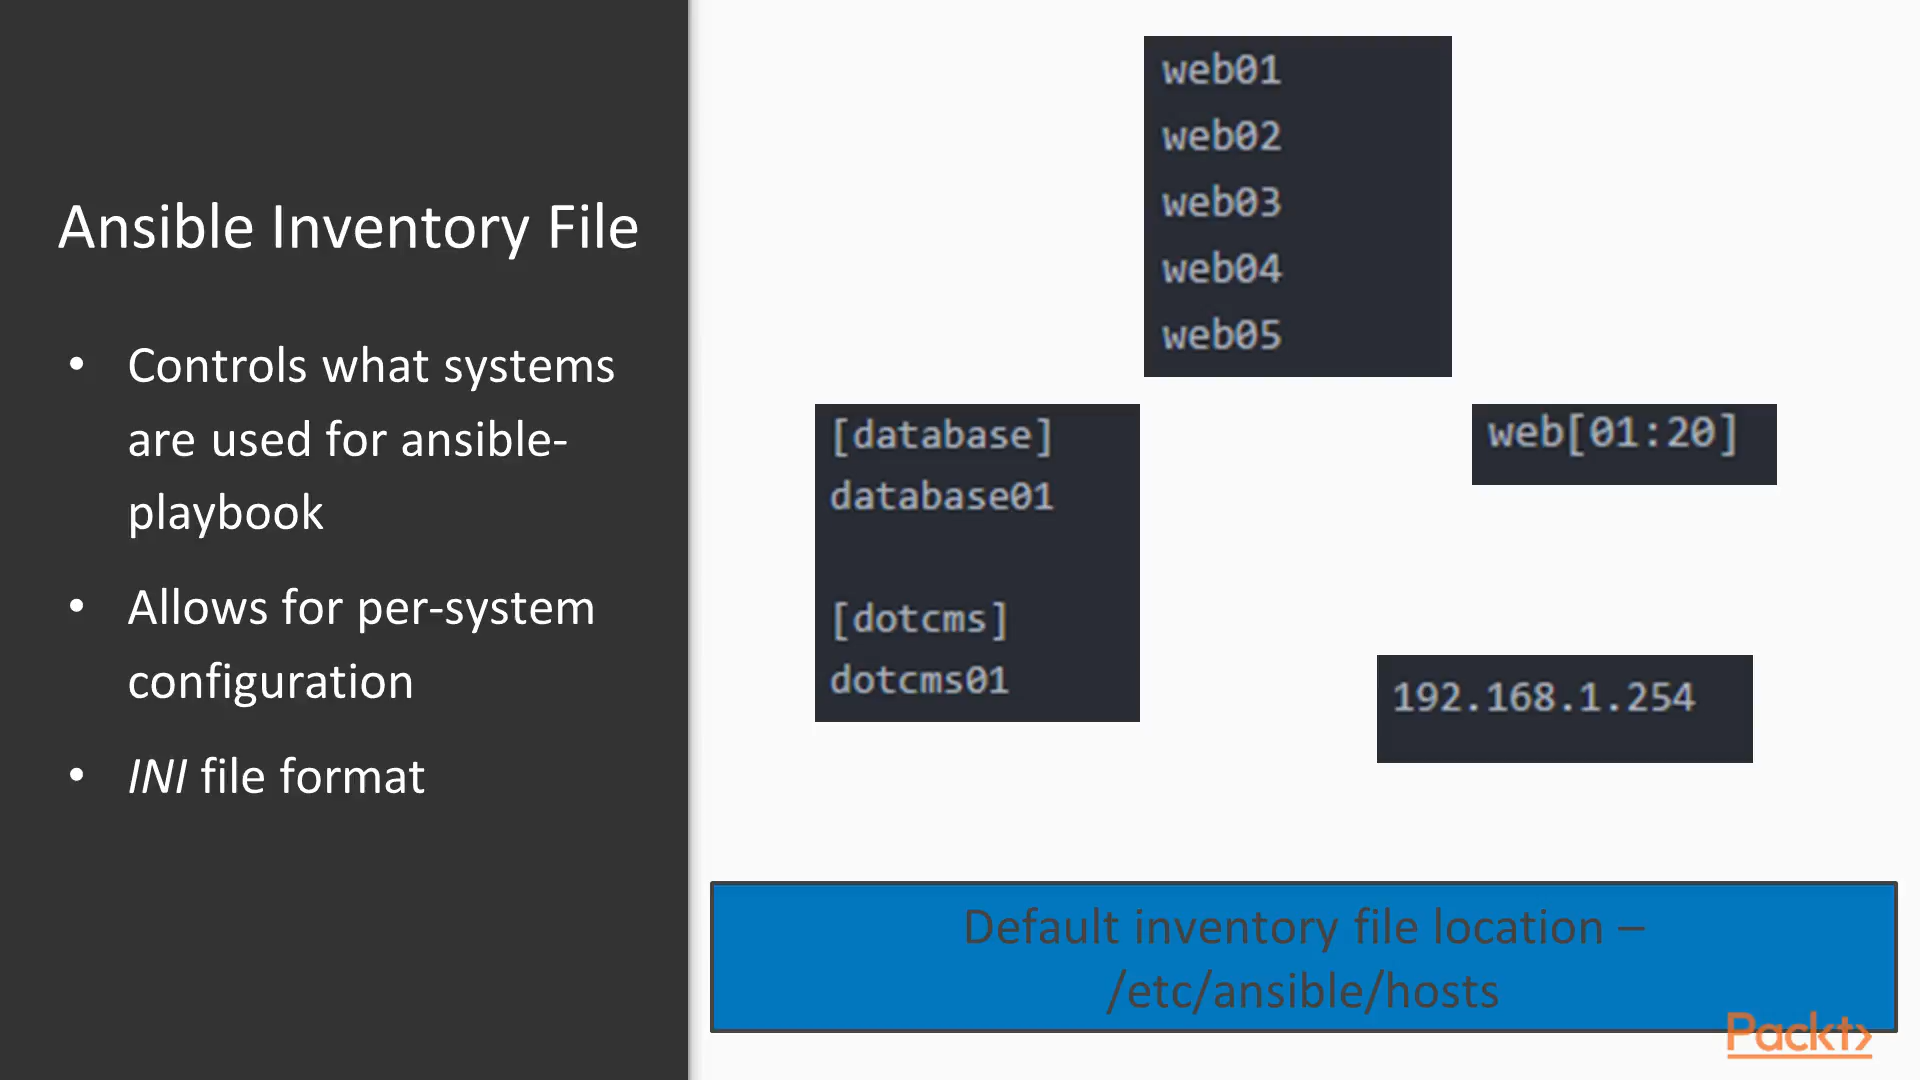 Ansible Inventory File
• Controls what systems
are used for ansible-
playbook
• Allows for per-system
configuration
• INI file format
web01
web02
web03
web04
web05
[database]
database01
[dotcms]
dotcms01
web[01:20]
192.168.1.254
Default inventory file location –
/etc/ansible/hosts
Packt>